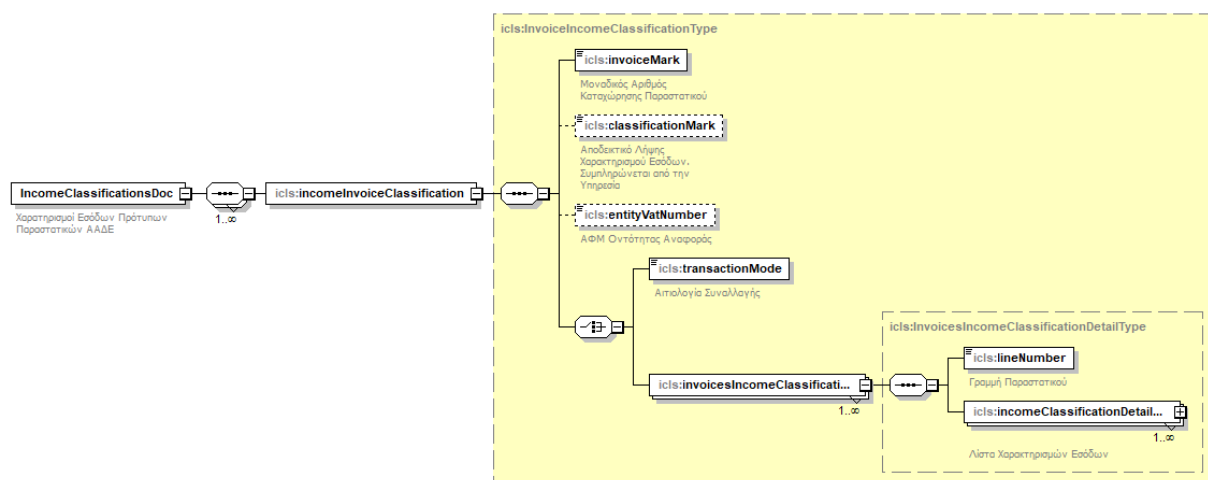 icls:InvoiceIncomeClassificationType
icls:invoiceMark
Μοναδικός Αριθμός
Καταχώρησης Παραστατικού
icls:classificationMark
Αποδεικτικό Λήψης
Χαρακτηρισμού Εσόδων.
Συμπληρώνεται από την
Υπηρεσία
IncomeClassificationsDoc
Χαρατηρισμοί Εσόδων Πρότυπων
Παραστατικών ΑΑΔΕ
1..∞
icls:incomeInvoiceClassification
icls:entityVatNumber
ΑΦΜ Οντότητας Αναφοράς
icls:transactionMode
Αιτιολογία Συναλλαγής
icls:invoicesIncomeClassificati...
1..∞
icls:InvoicesIncomeClassificationDetailType
icls:lineNumber
Γραμμή Παραστατικού
icls:incomeClassificationDetail...
1..∞
Λίστα Χαρακτηρισμών Εσόδων